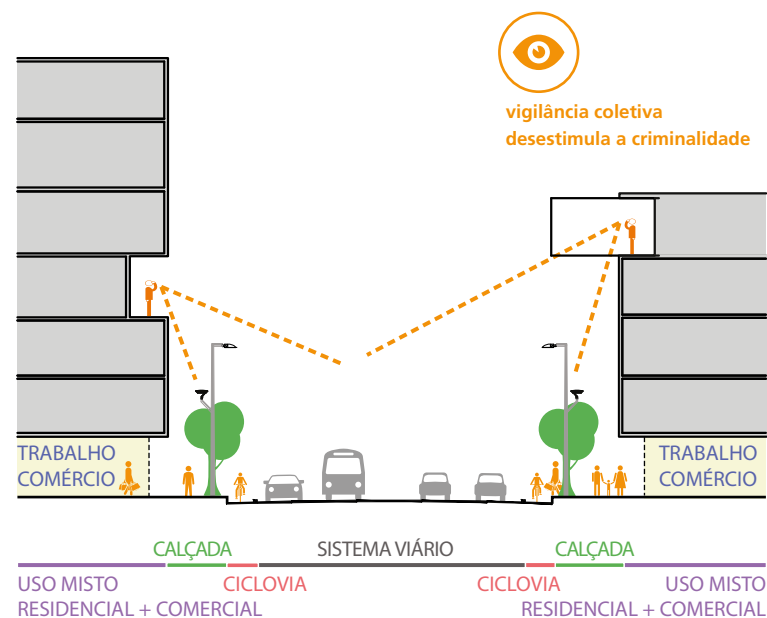 vigilância coletiva
desestimula a criminalidade
TRABALHO
COMÉRCIO
TRABALHO
COMÉRCIO
CALÇADA
SISTEMA VIÁRIO
CALÇADA
USO MISTO
RESIDENCIAL + COMERCIAL
CICLOVIA
CICLOVIA
USO MISTO
RESIDENCIAL + COMERCIAL